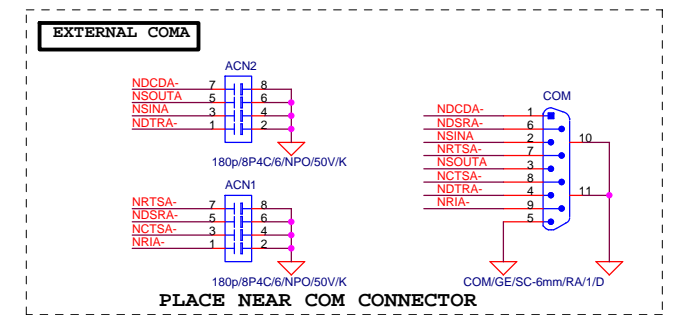 EXTERNAL COMA
ACN2
NDCDA- 7 8
NSOUTA 5 6
NSINA 3 4
NDTRA- 1 2
180p/8P4C/6/NPO/50V/K
ACN1
NRTSA- 7 8
NDSRA- 5 6
NCTSA- 3 4
NRIA- 1 2
180p/8P4C/6/NPO/50V/K
COM
NDCDA- 1
NDSRA- 6
NSINA 2 10
NRTSA- 7
NSOUTA 3
NCTSA- 8
NDTRA- 4 11
NRIA- 9
5
COM/GE/SC-6mm/RA/1/D
PLACE NEAR COM CONNECTOR